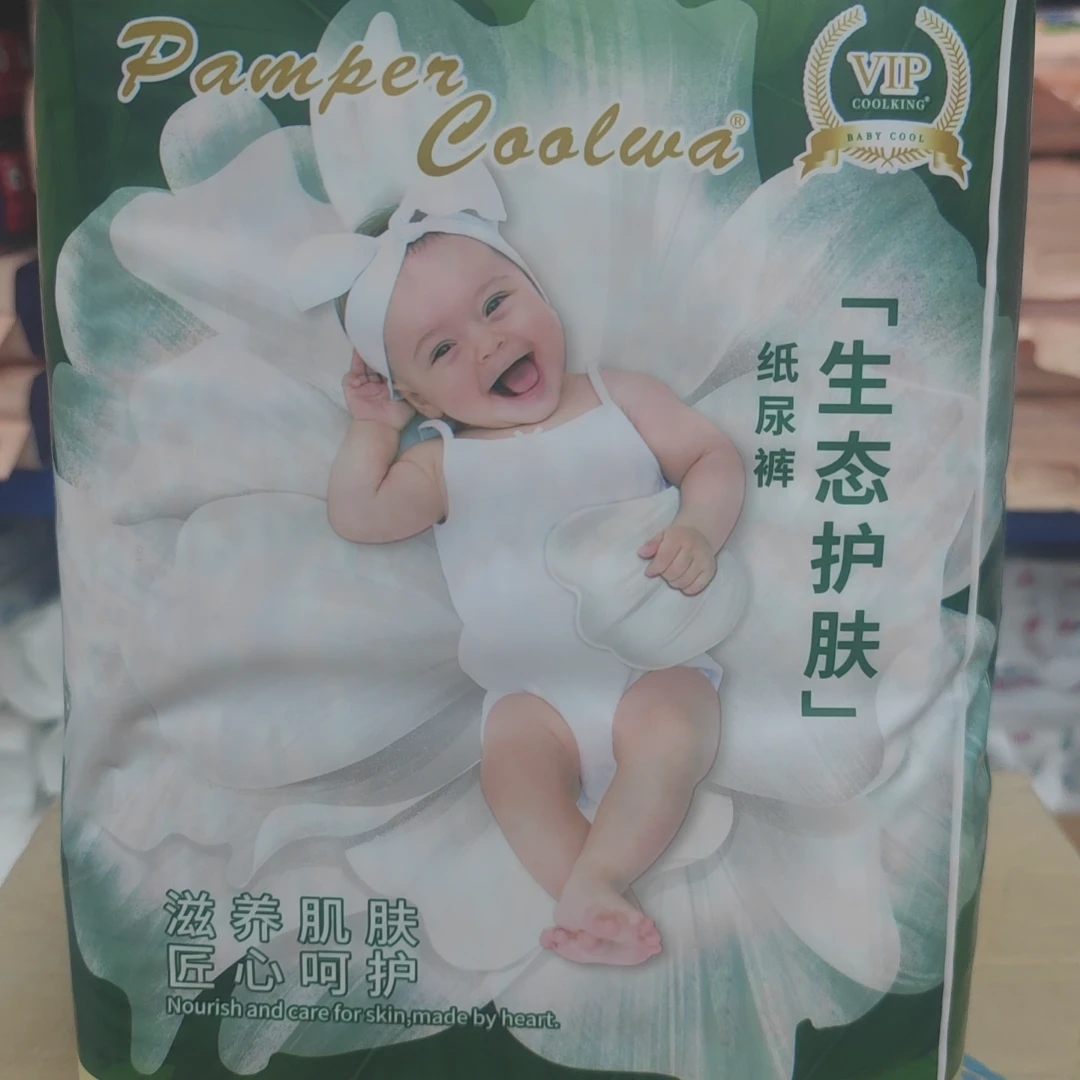 Pamper
Coolwa®
VIP
COOLKING®
BABY COOL
「生态护肤」
纸尿裤
滋养肌肤
匠心呵护
Nourish and care for skin,made by heart.